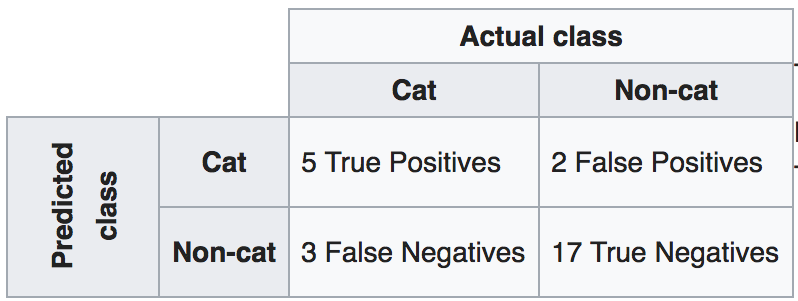 Actual class
Cat
Non-cat
Predicted
class
Cat
5 True Positives
2 False Positives
Non-cat
3 False Negatives
17 True Negatives